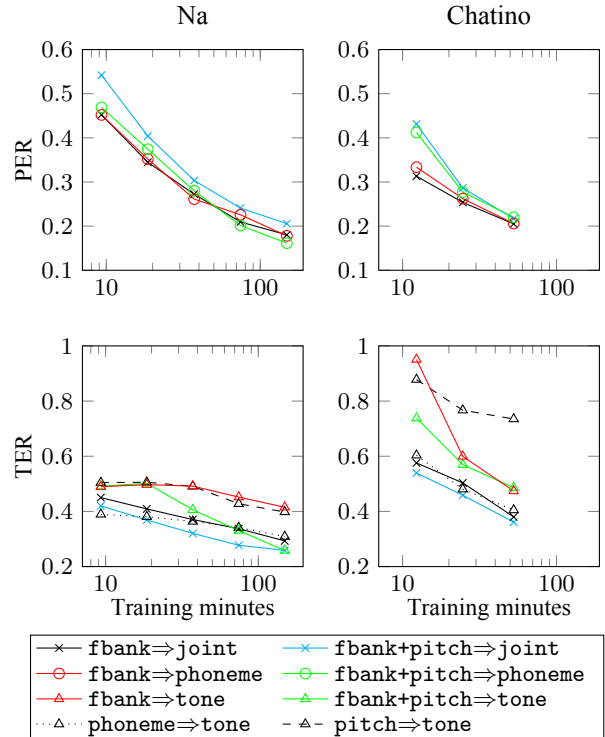 Na Chatino
0.6 0.6
0.5 0.5
0.4 0.4
PER
0.3 0.3
0.2 0.2
0.1 0.1
10 100 10 100
1 1
0.8 0.8
TER
0.6 0.6
0.4 0.4
0.2 0.2
10 100 10 100
Training minutes Training minutes
fbank⇒joint fbank+pitch⇒joint
fbank⇒phoneme fbank+pitch⇒phoneme
fbank⇒tone fbank+pitch⇒tone
phoneme⇒tone pitch⇒tone